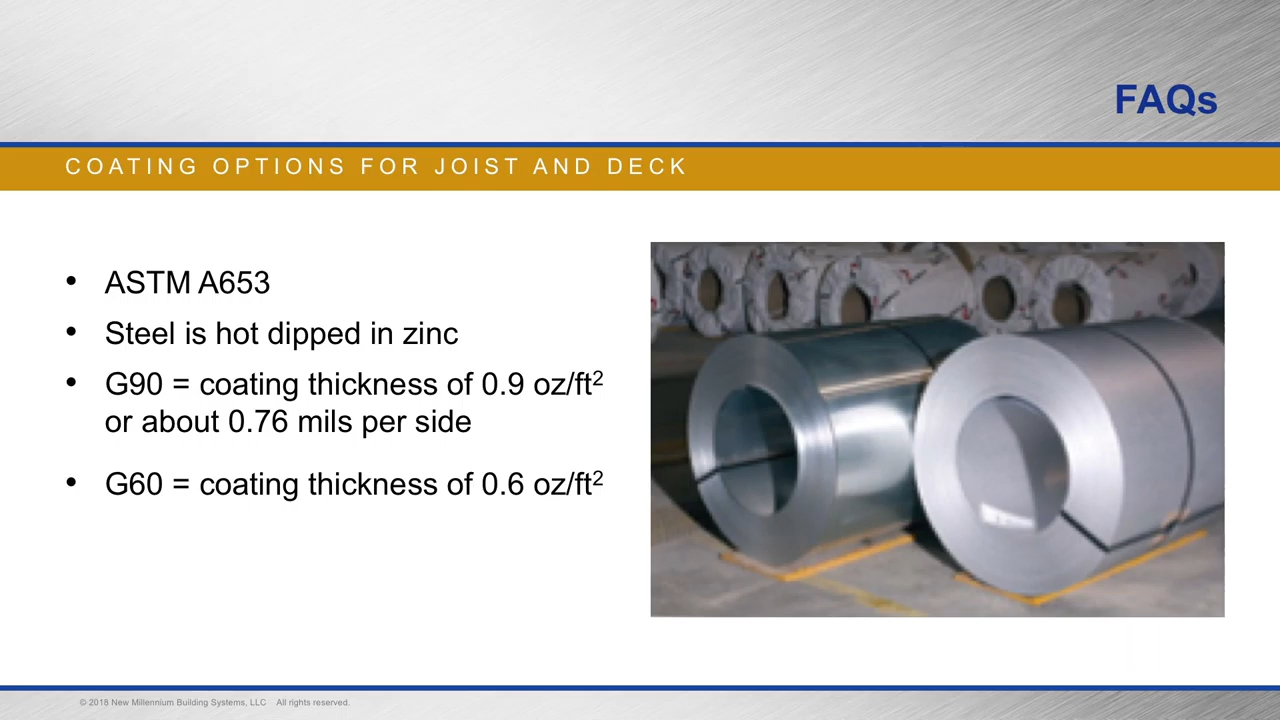 FAQs
COATING OPTIONS FOR JOIST AND DECK
• ASTM A653
• Steel is hot dipped in zinc
• G90 = coating thickness of 0.9 oz/ft²
or about 0.76 mils per side
• G60 = coating thickness of 0.6 oz/ft²
© 2018 New Millennium Building Systems, LLC All rights reserved.